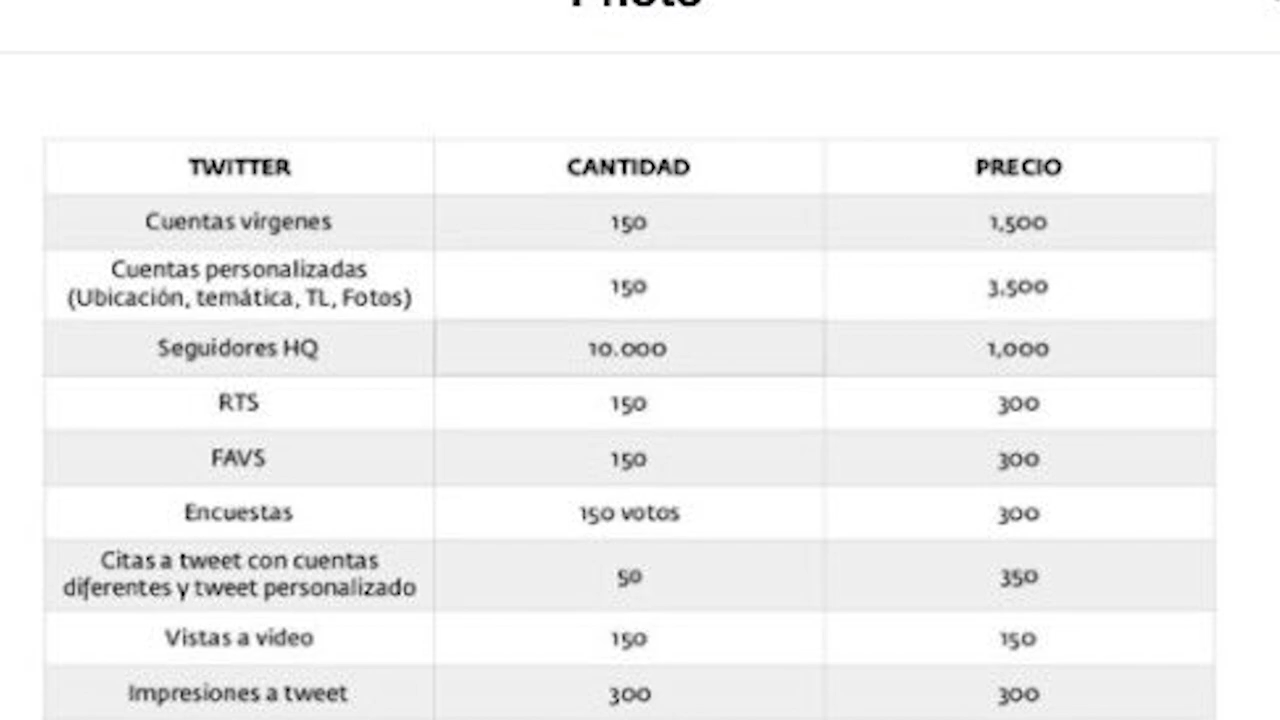 Photo
TWITTER CANTIDAD PRECIO
Cuentas vírgenes 150 1,500
Cuentas personalizadas
(Ubicación, temática, TL, Fotos) 150 3,500
Seguidores HQ 10.000 1,000
RTS 150 300
FAVS 150 300
Encuestas 150 votos 300
Citas a tweet con cuentas
diferentes y tweet personalizado 50 350
Vistas a video 150 150
Impresiones a tweet 300 300